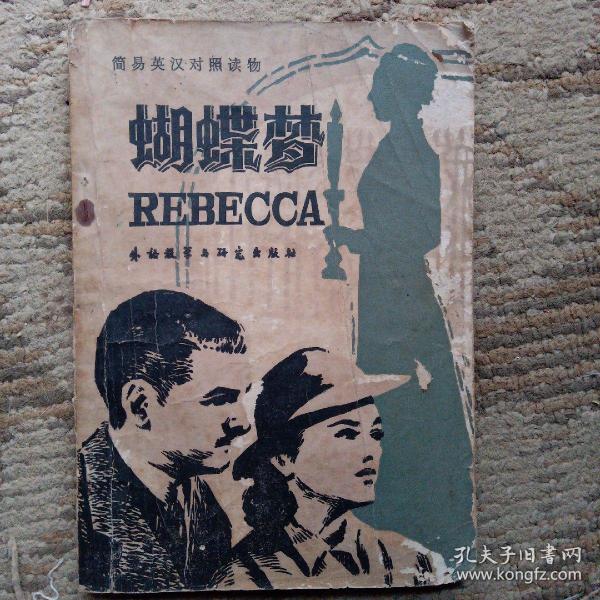 简易英汉对照读物
蝴蝶梦
REBECCA
外语教学与研究出版社
孔夫子旧书网
www.kongfz.com